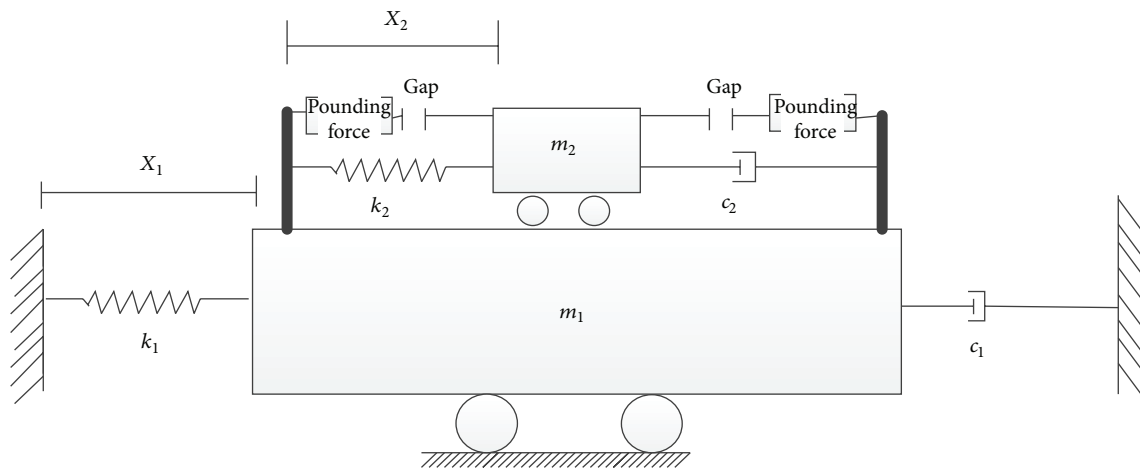 X₂
Gap
Gap
Pounding
force
Pounding
force
m₂
X₁
k₂
c₂
m₁
k₁
c₁